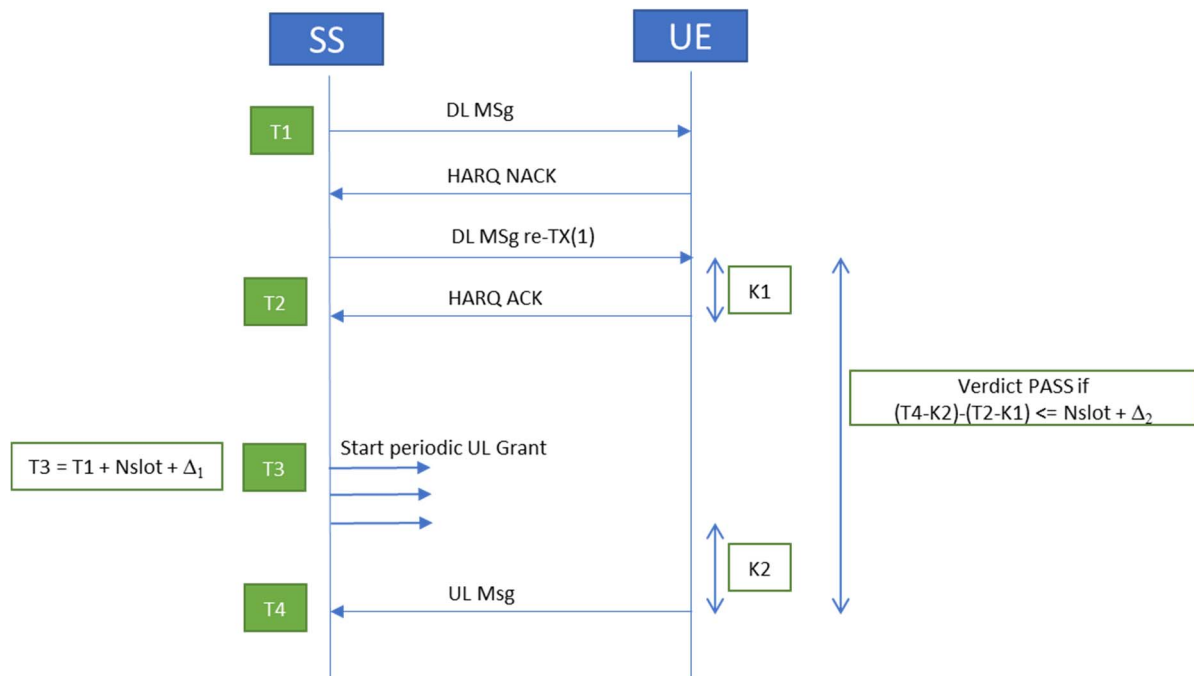 SS
UE
DL MSg
T1
HARQ NACK
DL MSg re-TX(1)
K1
T2
HARQ ACK
Verdict PASS if
(T4-K2)-(T2-K1) <= Nslot + Δ₂
Start periodic UL Grant
T3 = T1 + Nslot + Δ₁
T3
K2
UL Msg
T4